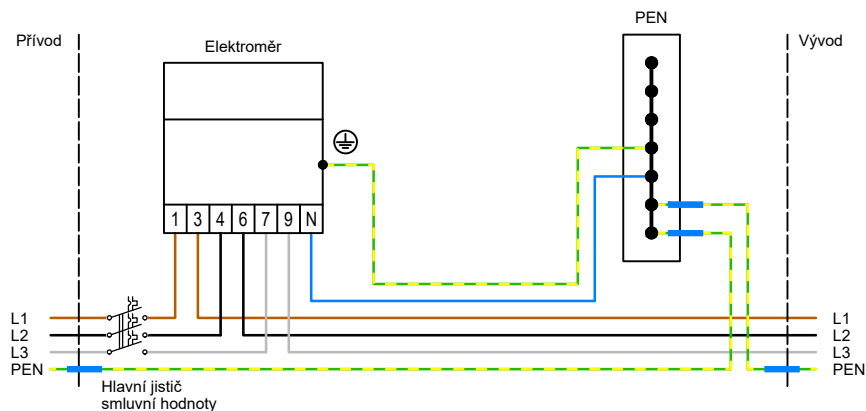 PEN
Přívod
Elektroměr
Vývod
1 3 4 6 7 9 N
L1
L2
L3
PEN
L1
L2
L3
PEN
Hlavní jistič
smluvní hodnoty